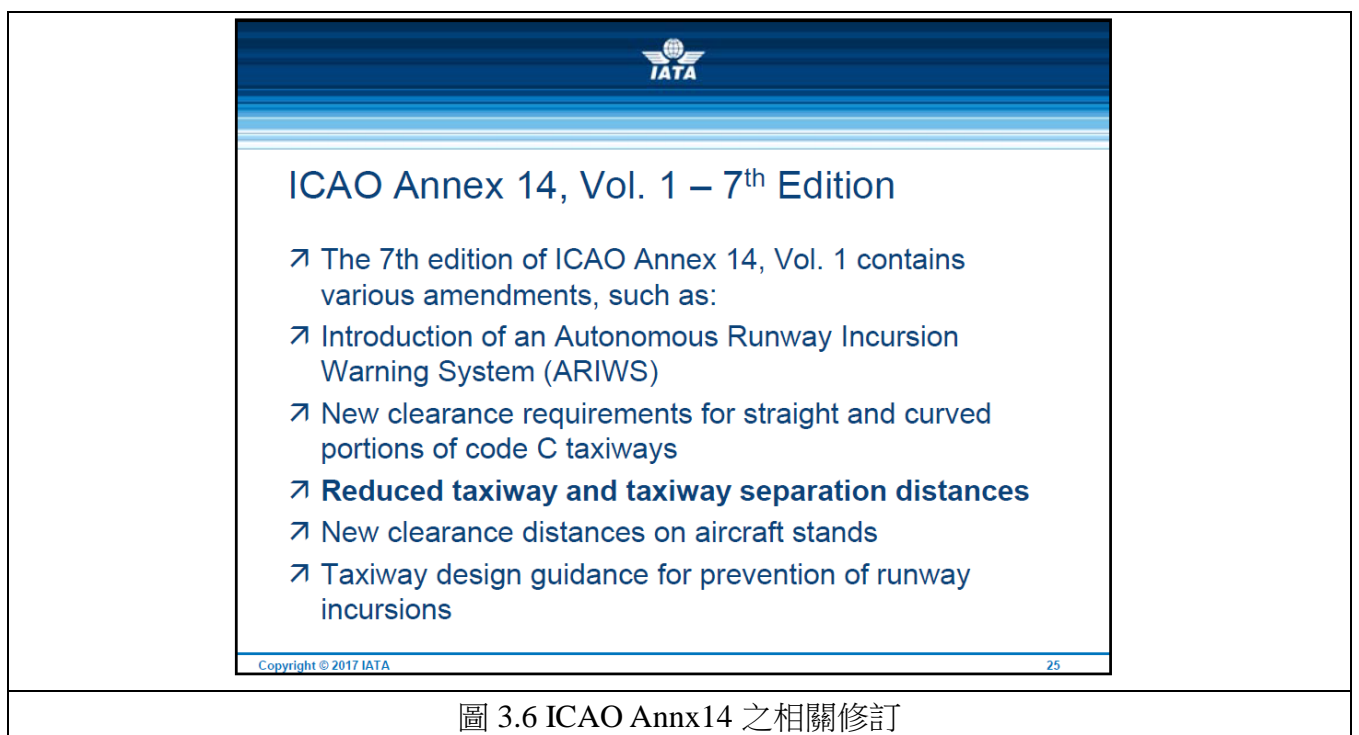 IATA
ICAO Annex 14, Vol. 1 – 7th Edition
The 7th edition of ICAO Annex 14, Vol. 1 contains
various amendments, such as:
Introduction of an Autonomous Runway Incursion
Warning System (ARIWS)
New clearance requirements for straight and curved
portions of code C taxiways
Reduced taxiway and taxiway separation distances
New clearance distances on aircraft stands
Taxiway design guidance for prevention of runway
incursions
Copyright © 2017 IATA 25
圖 3.6 ICAO Annx14 之相關修訂